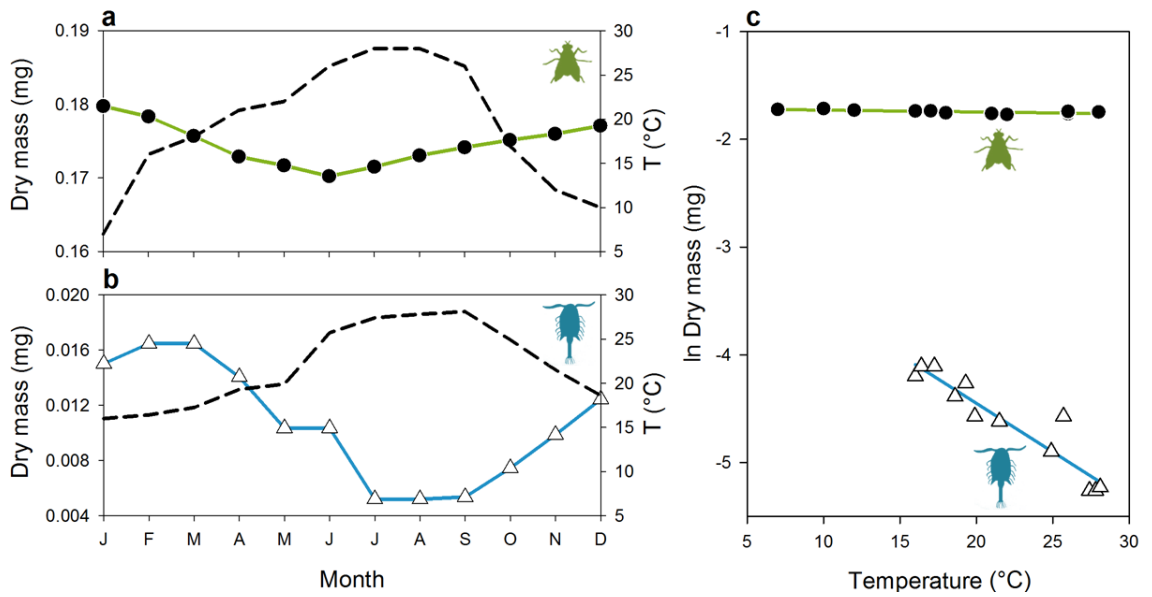 a
Dry mass (mg)
0.19
0.18
0.17
0.16
30
25
20
15
10
5
T (°C)
b
Dry mass (mg)
0.020
0.016
0.012
0.008
0.004
30
25
20
15
10
5
T (°C)
J F M A M J J A S O N D
Month
c
ln Dry mass (mg)
-1
-2
-3
-4
-5
5 10 15 20 25 30
Temperature (°C)